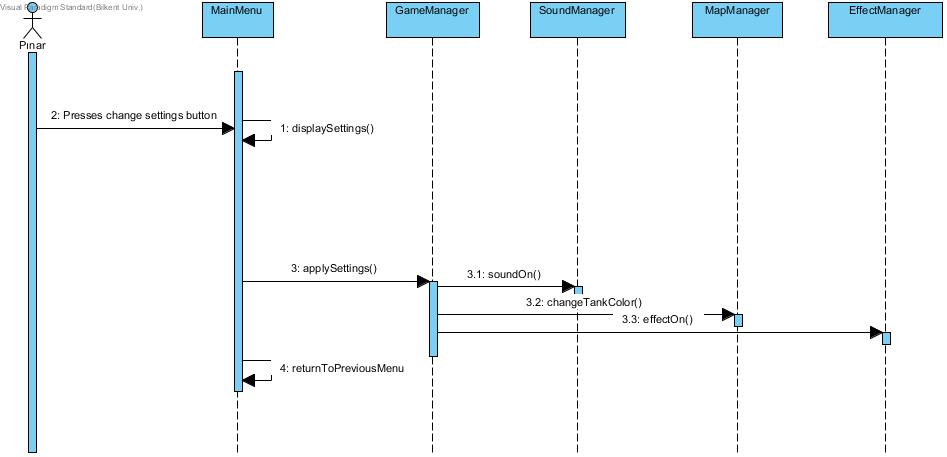 Visual Paradigm Standard(Bilkent Univ.)
MainMenu
GameManager
SoundManager
MapManager
EffectManager
Pınar
2: Presses change settings button
1: displaySettings()
3: applySettings()
3.1: soundOn()
3.2: changeTankColor()
3.3: effectOn()
4: returnToPreviousMenu